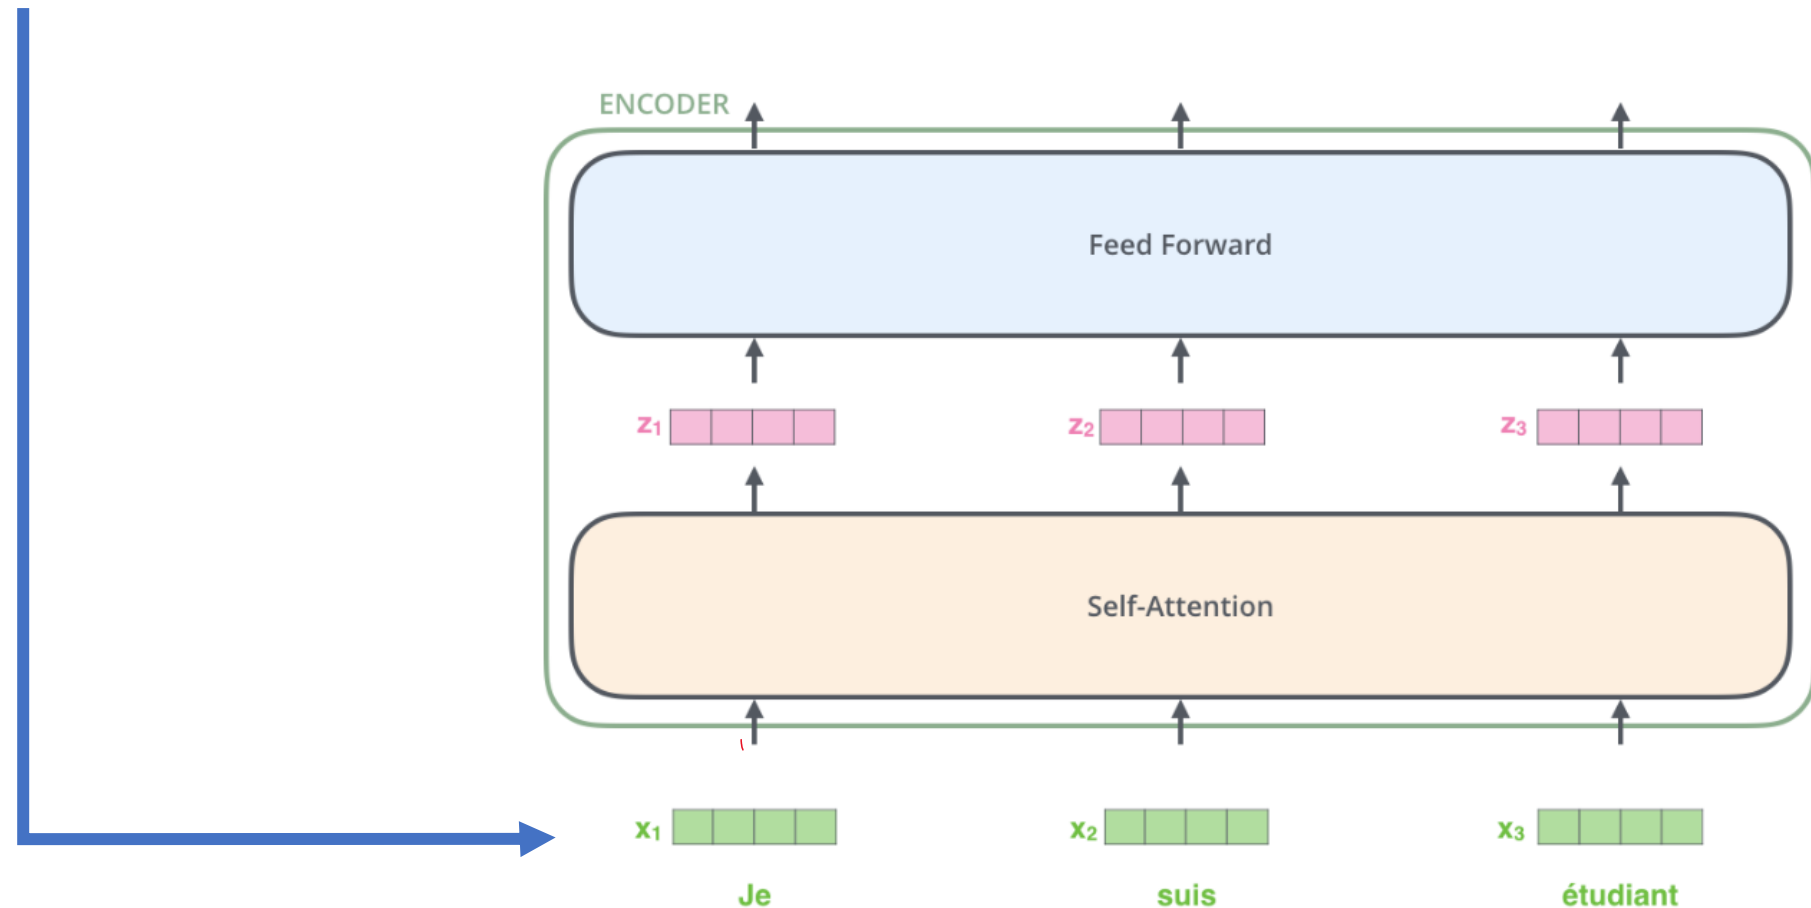 ENCODER
Feed Forward
z₁ z₂ z₃
Self-Attention
x₁ x₂ x₃
Je suis étudiant